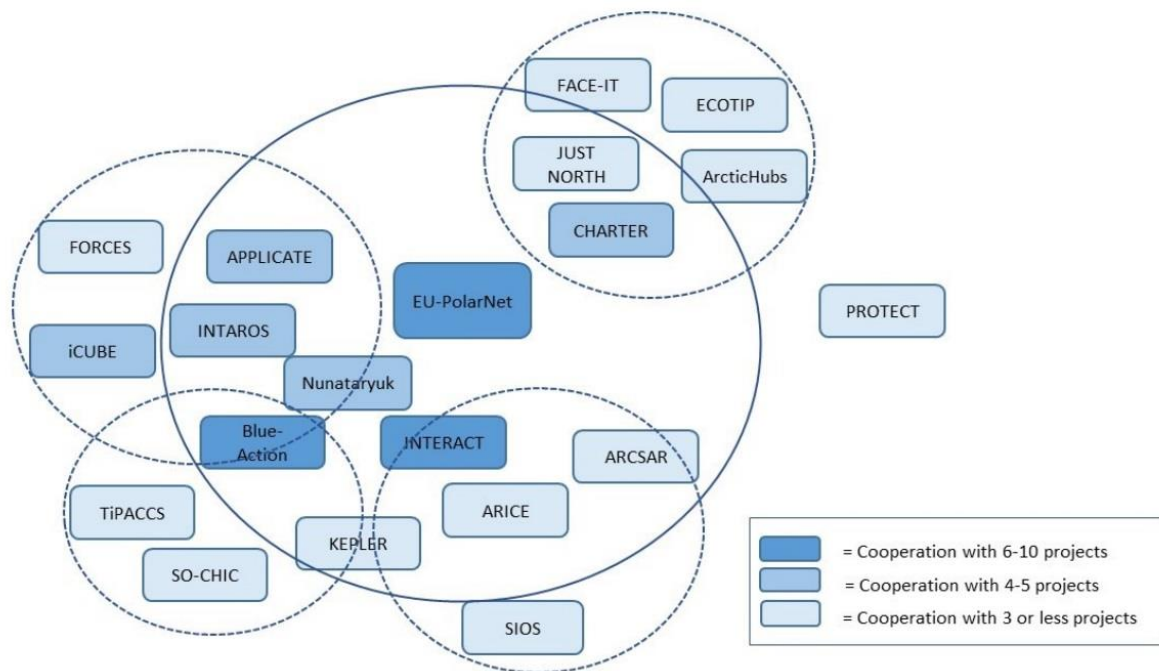 FACE-IT
ECOTIP
JUST
NORTH
ArcticHubs
CHARTER
FORCES
APPLICATE
EU-PolarNet
PROTECT
iCUBE
INTAROS
Nunataryuk
Blue-
Action
INTERACT
ARCSAR
TiPACCS
ARICE
KEPLER
SO-CHIC
SIOS
= Cooperation with 6-10 projects
= Cooperation with 4-5 projects
= Cooperation with 3 or less projects